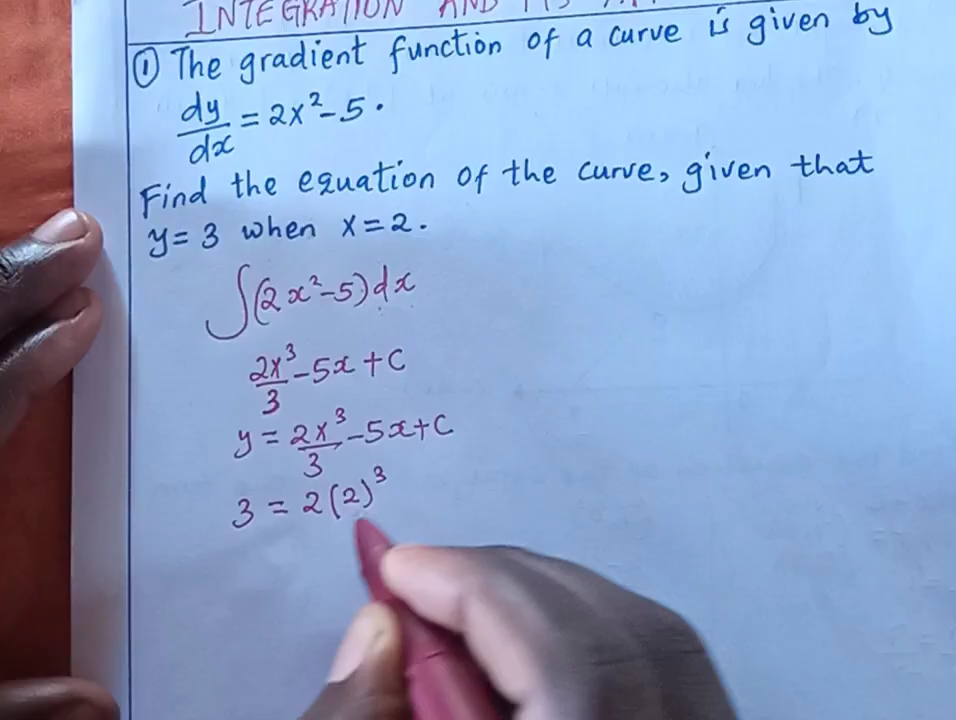 INTEGRATION AND ITS
① The gradient function of a curve is given by
dy/dx = 2x² - 5.
Find the equation of the curve, given that
y = 3 when x = 2.
∫(2x² - 5)dx
2x³/3 - 5x + C
y = 2x³/3 - 5x + C
3 = 2(2)³